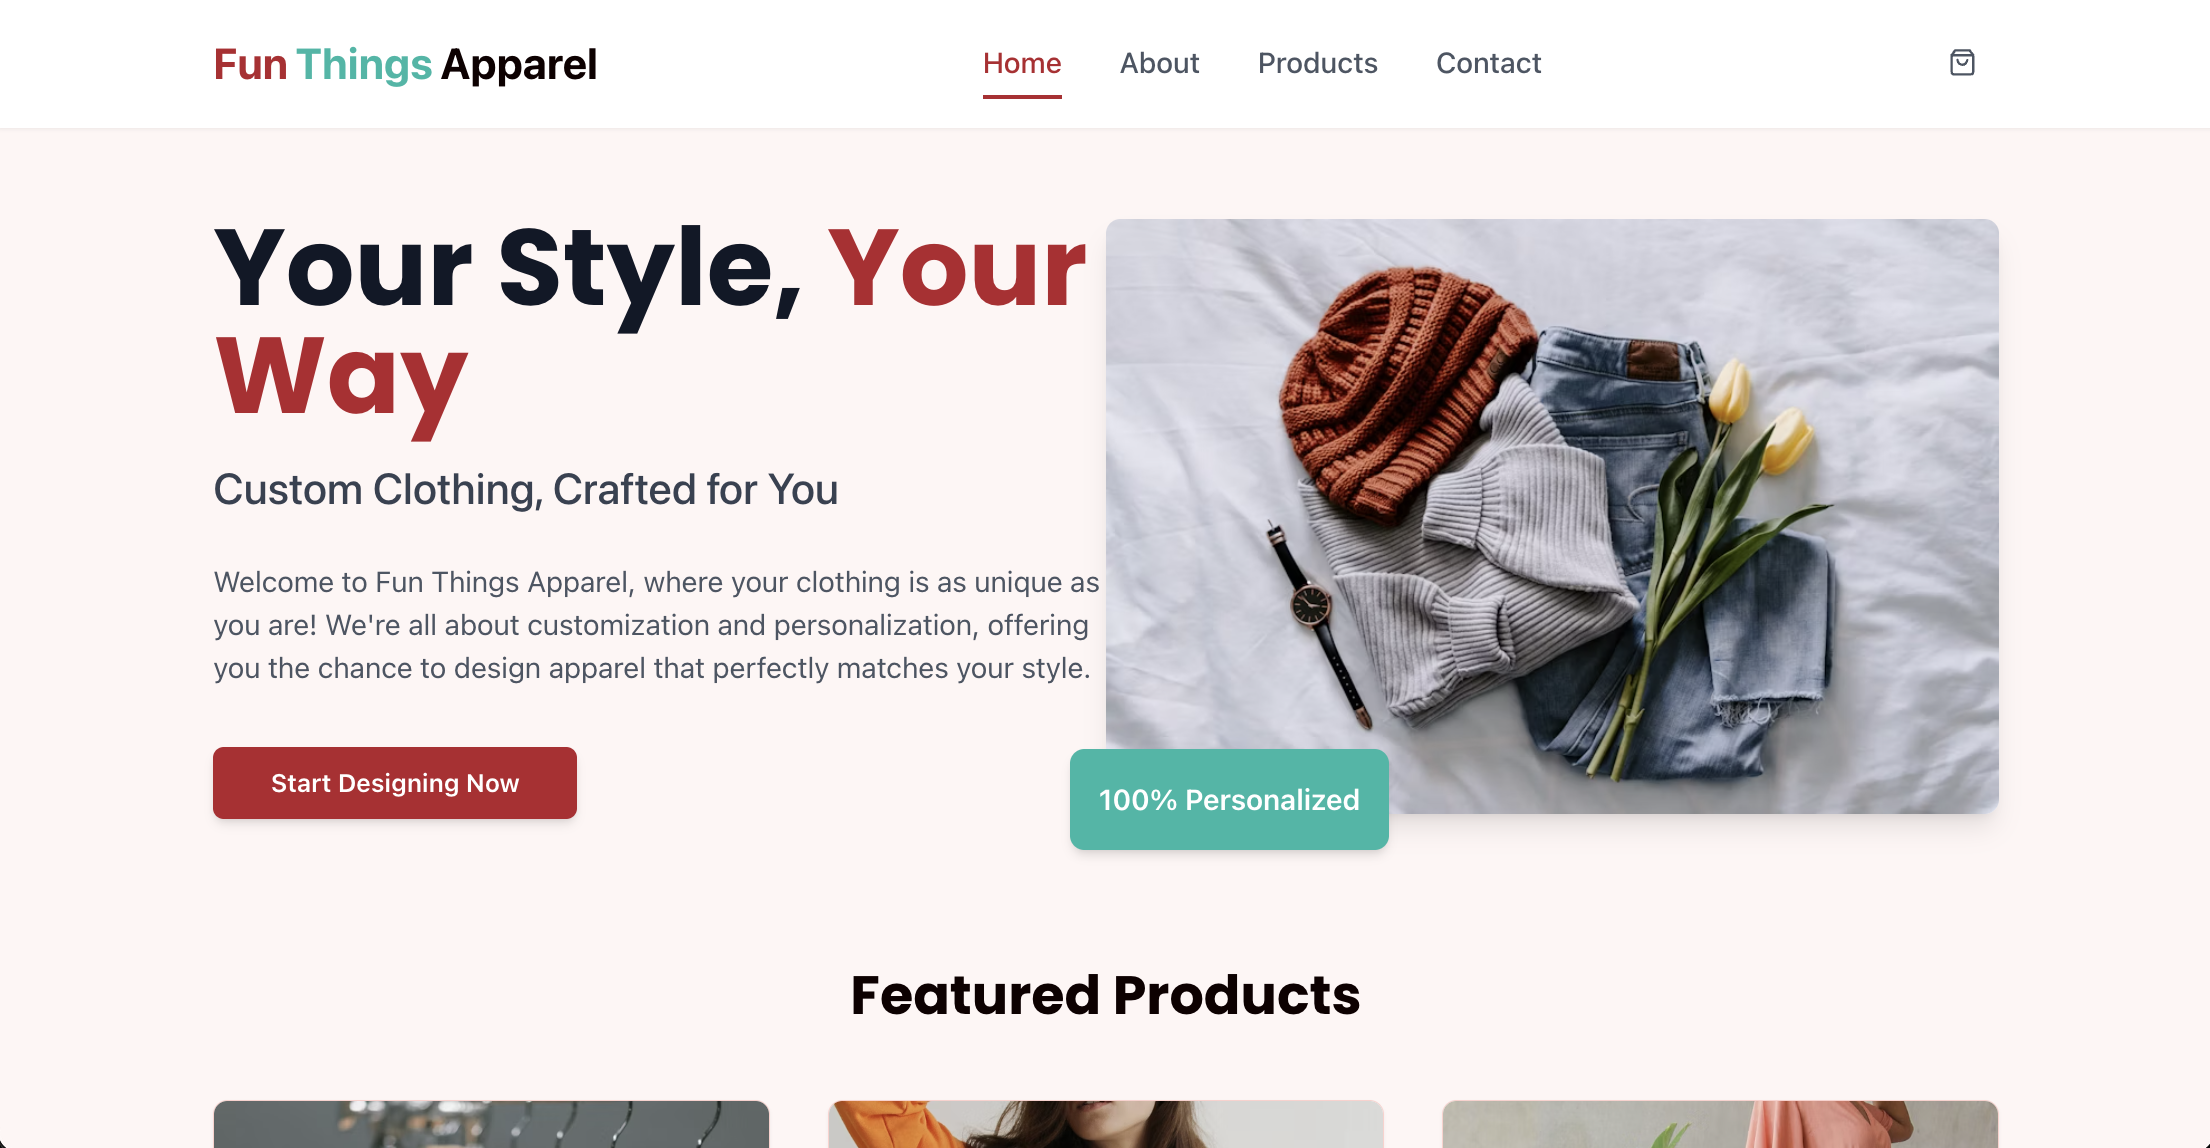 Fun Things Apparel
Home About Products Contact
Your Style, Your
Way
Custom Clothing, Crafted for You
Welcome to Fun Things Apparel, where your clothing is as unique as
you are! We're all about customization and personalization, offering
you the chance to design apparel that perfectly matches your style.
Start Designing Now
100% Personalized
Featured Products